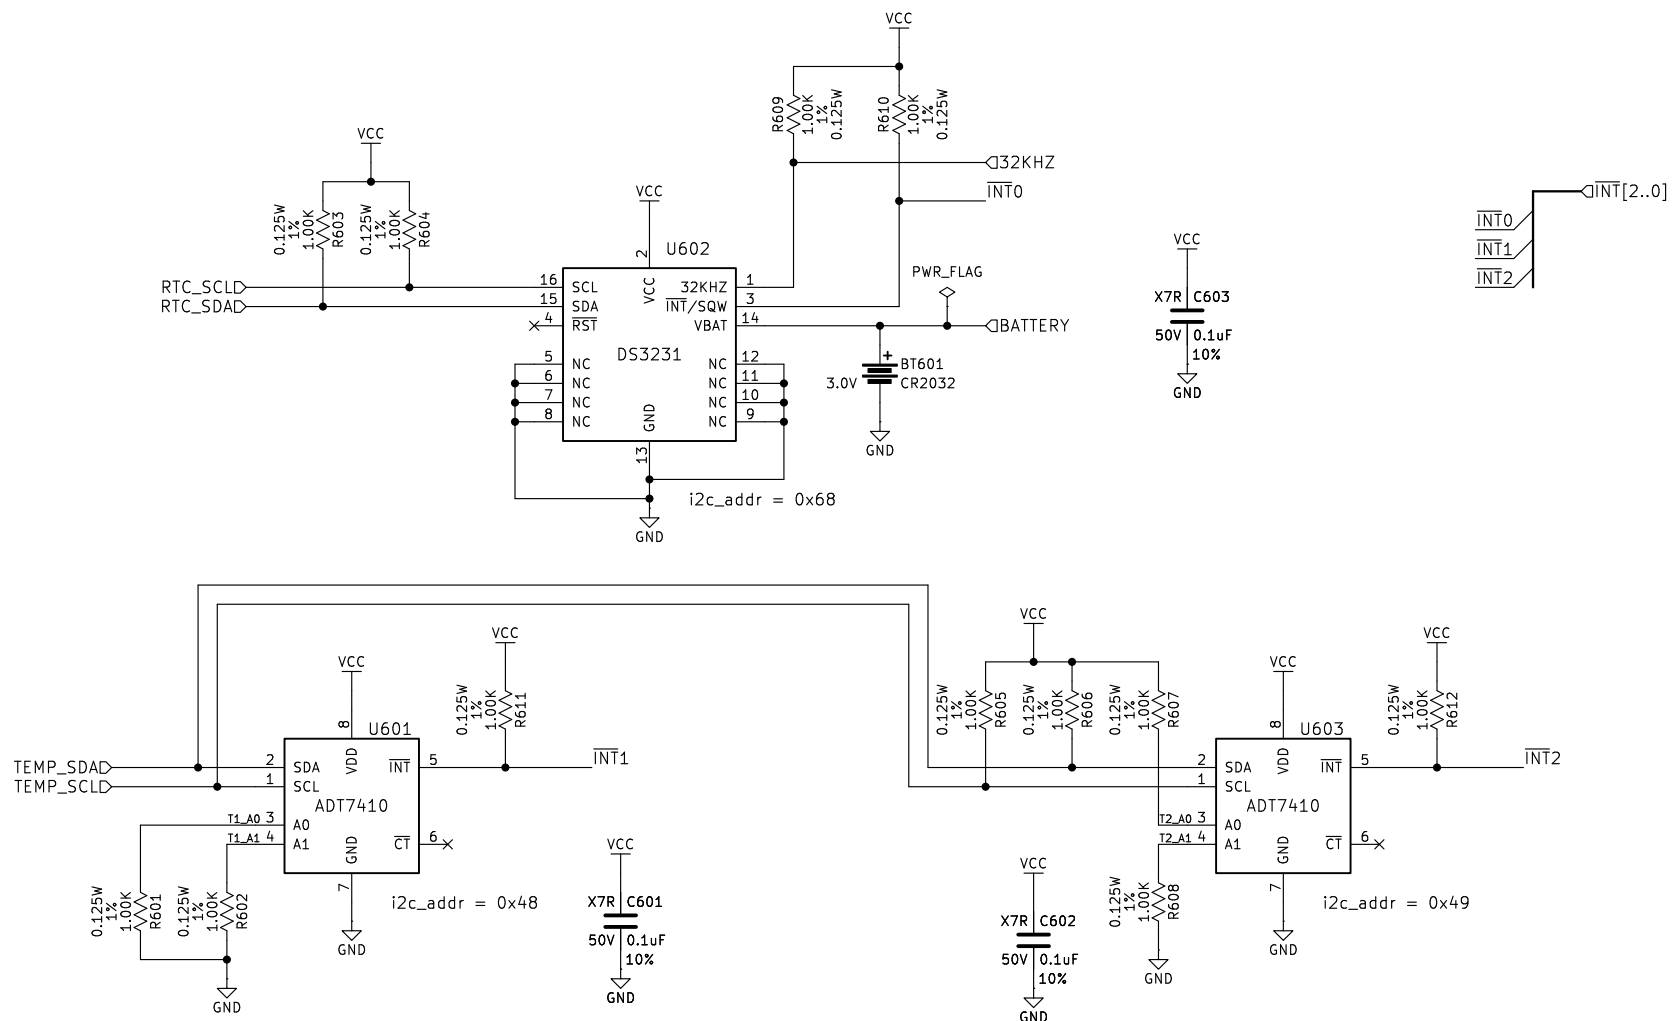 VCC
R609
1.00K
1%
0.125W
R610
1.00K
1%
0.125W
32KHZ
INT0
VCC
0.125W
1%
1.00K
R603
0.125W
1%
1.00K
R604
RTC_SCL
RTC_SDA
VCC
2
U602
16 SCL
15 SDA
4 RST
5 NC
6 NC
7 NC
8 NC
VCC
DS3231
GND
13
32KHZ 1
INT/SQW 3
VBAT 14
NC 12
NC 11
NC 10
NC 9
PWR_FLAG
BATTERY
+
BT601
3.0V CR2032
GND
GND
i2c_addr = 0x68
VCC
X7R C603
50V 0.1uF
10%
GND
INT[2..0]
INT0
INT1
INT2
TEMP_SDA
TEMP_SCL
VCC
8
U601
2 SDA
1 SCL
VDD
INT 5
ADT7410
T1_A0 3 A0
T1_A1 4 A1
GND
CT 6
7
GND
i2c_addr = 0x48
VCC
0.125W
1%
1.00K
R611
INT1
0.125W
1%
1.00K
R601
0.125W
1%
1.00K
R602
GND
VCC
X7R C601
50V 0.1uF
10%
GND
VCC
0.125W
1%
1.00K
R605
0.125W
1%
1.00K
R606
0.125W
1%
1.00K
R607
VCC
8
U603
2 SDA
1 SCL
VDD
INT 5
ADT7410
T2_A0 3 A0
T2_A1 4 A1
GND
CT 6
7
GND
i2c_addr = 0x49
VCC
0.125W
1%
1.00K
R612
INT2
0.125W
1%
1.00K
R608
GND
VCC
X7R C602
50V 0.1uF
10%
GND